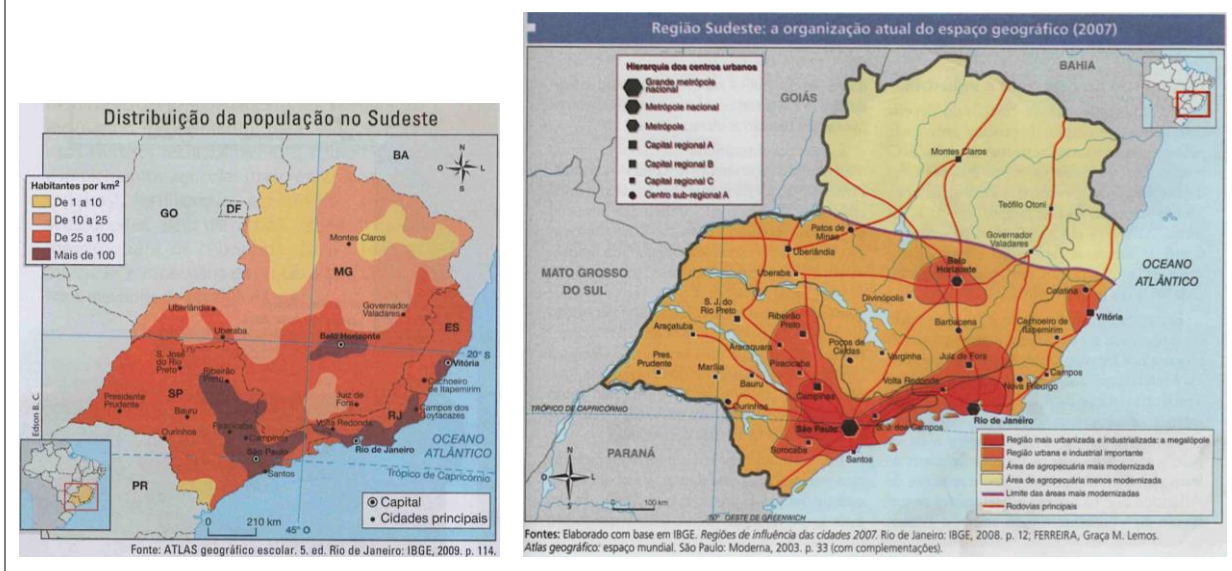 Distribuição da população no Sudeste
Habitantes por km²
De 1 a 10
De 10 a 25
De 25 a 100
Mais de 100
BA
N
O
L
S
GO
DF
Montes Claros
MG
Uberlândia
Governador
Valadares
Uberaba
Belo Horizonte
ES
20° S
S. José
do Rio
Preto
Ribeirão
Preto
Vitória
SP
Cachoeiro
de Itapemirim
Presidente
Prudente
Juiz de
Fora
RJ
Campos dos
Goytacazes
Bauru
Piracicaba
Volta Redonda
Ourinhos
Campinas
Rio de Janeiro
São Paulo
OCEANO
ATLÂNTICO
Santos
Trópico de Capricórnio
PR
Capital
Cidades principais
0 210 km
45° O
Edson B. C.
Fonte: ATLAS geográfico escolar. 5. ed. Rio de Janeiro: IBGE, 2009. p. 114.
Região Sudeste: a organização atual do espaço geográfico (2007)
Hierarquia dos centros urbanos
Grande metrópole
nacional
Metrópole nacional
Metrópole
Capital regional A
Capital regional B
Capital regional C
Centro sub-regional A
BAHIA
GOIÁS
Montes Claros
Teófilo Otoni
Patos de
Minas
Uberlândia
Governador
Valadares
MATO GROSSO
DO SUL
Uberaba
Belo
Horizonte
OCEANO
ATLÂNTICO
Divinópolis
Colatina
S. J. do
Rio Preto
Ribeirão
Preto
Vitória
Araçatuba
Barbacena
Cachoeiro de
Itapemirim
Araraquara
Poços de
Caldas
Varginha
Juiz de Fora
Pres.
Prudente
Marília
Piracicaba
Campos
Bauru
Volta Redonda
Nova Friburgo
TRÓPICO DE CAPRICÓRNIO
Ourinhos
Campinas
São Paulo
S. J. dos Campos
Rio de Janeiro
PARANÁ
Sorocaba
Santos
N
O
L
S
0 100 km
50° OESTE DE GREENWICH
Região mais urbanizada e industrializada: a megalópole
Região urbana e industrial importante
Área de agropecuária mais modernizada
Área de agropecuária menos modernizada
Limite das áreas mais modernizadas
Rodovias principais
Fontes: Elaborado com base em IBGE. Regiões de influência das cidades 2007. Rio de Janeiro: IBGE, 2008. p. 12; FERREIRA, Graça M. Lemos.
Atlas geográfico: espaço mundial. São Paulo: Moderna, 2003. p. 33 (com complementações).